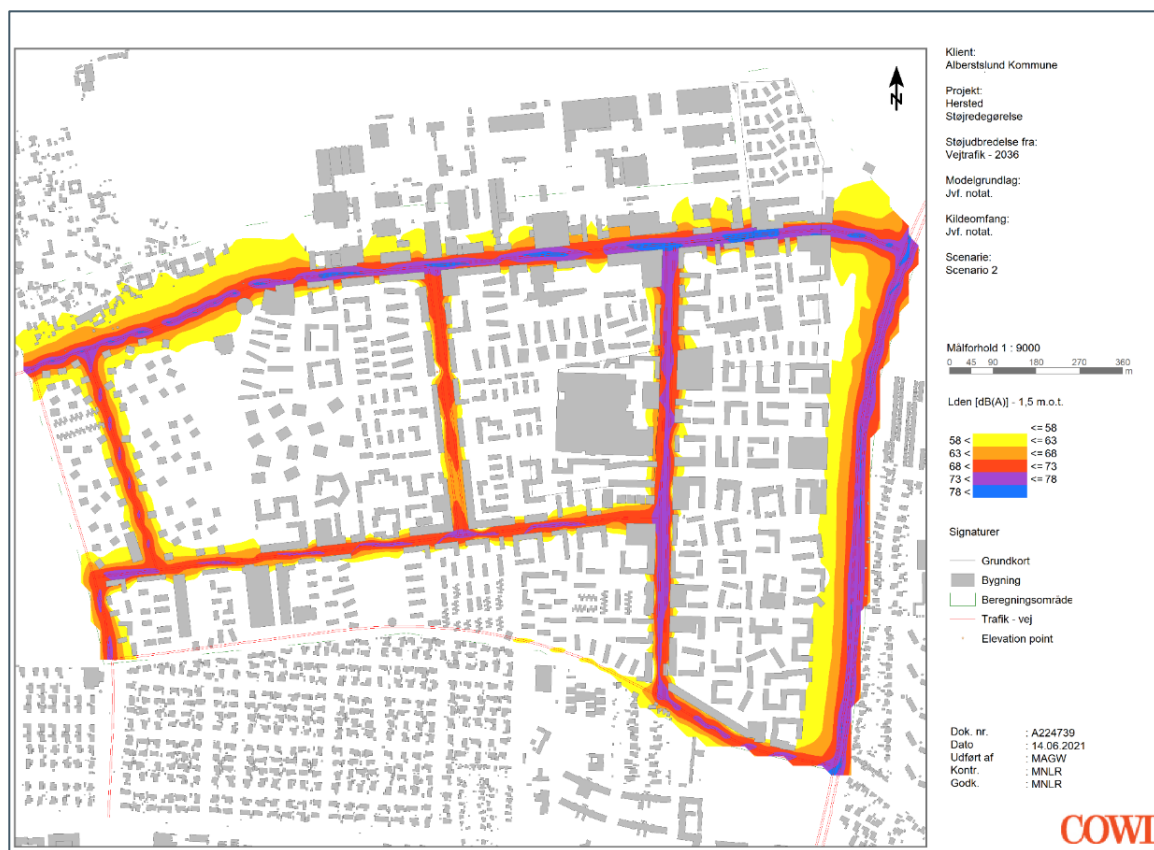 N
Klient:
Alberstslund Kommune
Projekt:
Hersted
Støjredegørelse
Støjudbredelse fra:
Vejtrafik - 2036
Modelgrundlag:
Jvf. notat.
Kildeomfang:
Jvf. notat.
Scenarie:
Scenario 2
Målforhold 1 : 9000
0 45 90 180 270 360
m
Lden [dB(A)] - 1,5 m.o.t.
<= 58
58 < <= 63
63 < <= 68
68 < <= 73
73 < <= 78
78 <
Signaturer
Grundkort
Bygning
Beregningsområde
Trafik - vej
Elevation point
Dok. nr. : A224739
Dato : 14.06.2021
Udført af : MAGW
Kontr. : MNLR
Godk. : MNLR
COWI